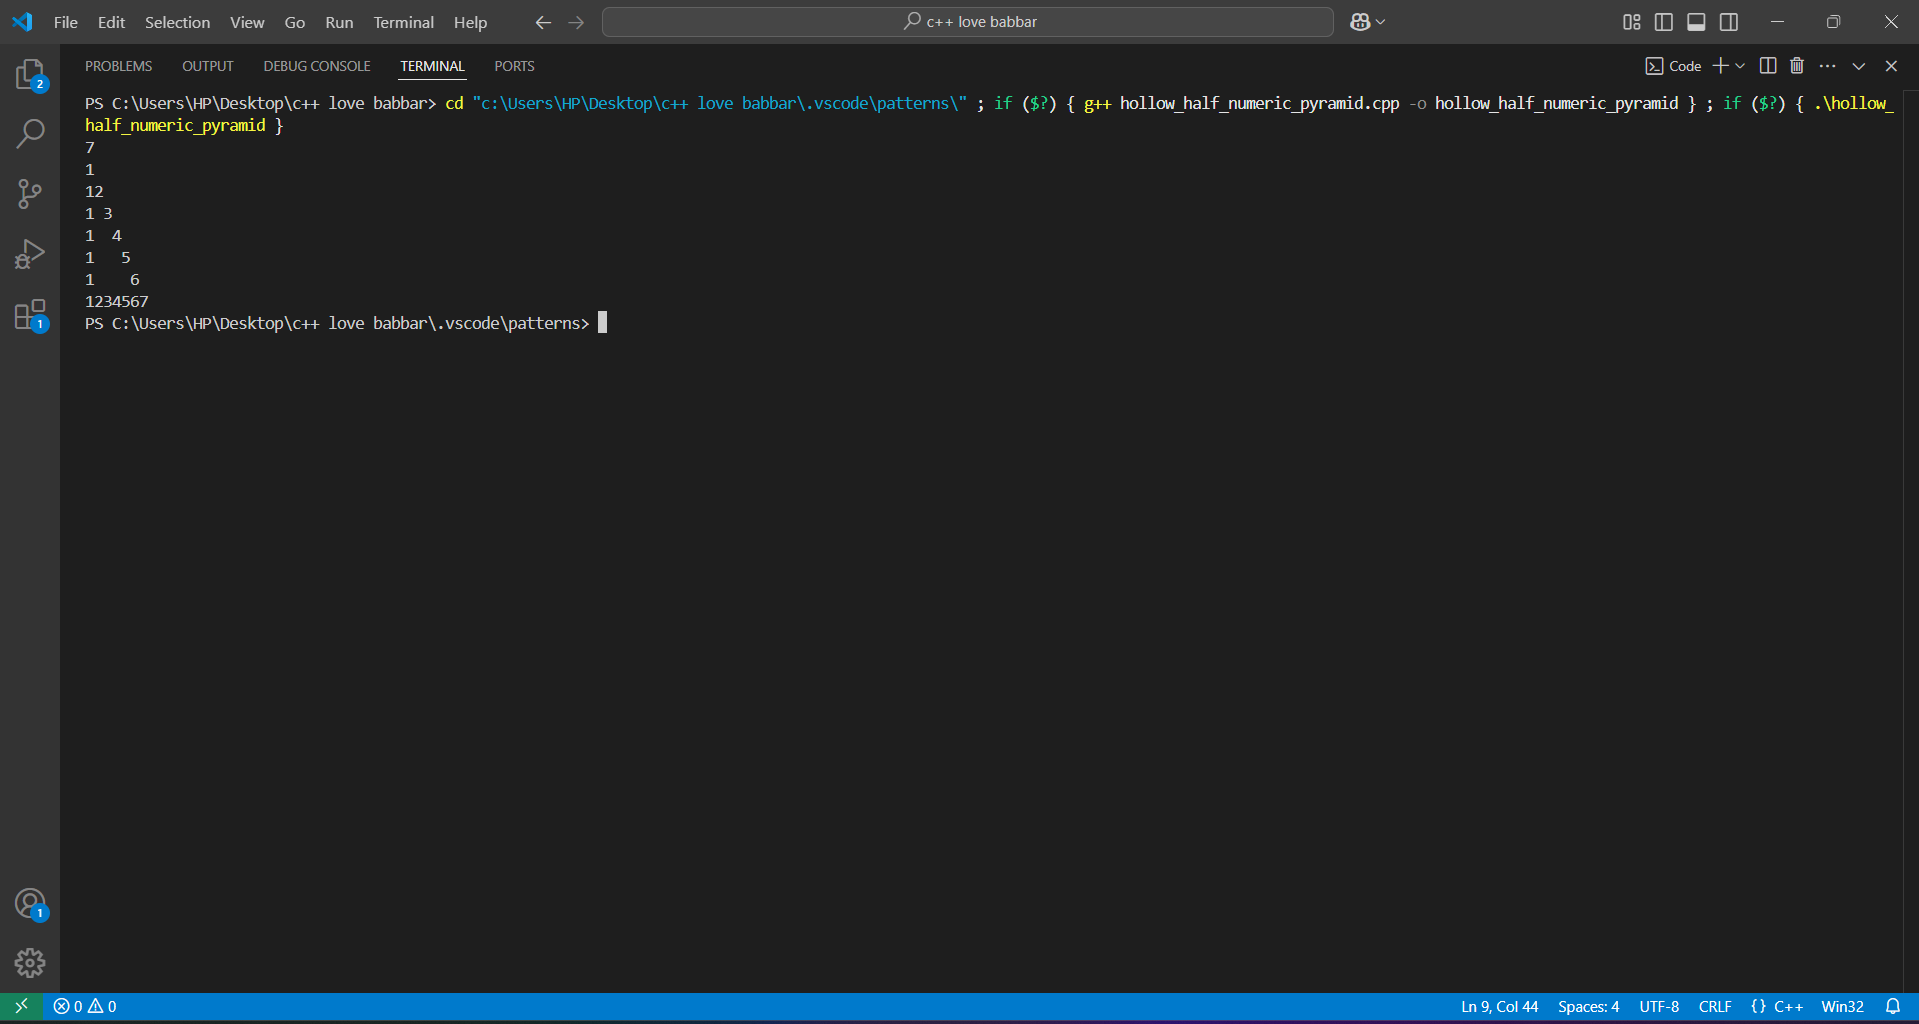 File Edit Selection View Go Run Terminal Help c++ love babbar
PROBLEMS OUTPUT DEBUG CONSOLE TERMINAL PORTS Code
2
PS C:\Users\HP\Desktop\c++ love babbar> cd "c:\Users\HP\Desktop\c++ love babbar\.vscode\patterns\" ; if ($?) { g++ hollow_half_numeric_pyramid.cpp -o hollow_half_numeric_pyramid } ; if ($?) { .\hollow_
half_numeric_pyramid }
7
1
12
1 3
1  4
1   5
1    6
1234567
PS C:\Users\HP\Desktop\c++ love babbar\.vscode\patterns>
1
1
0 0 Ln 9, Col 44 Spaces: 4 UTF-8 CRLF {} C++ Win32